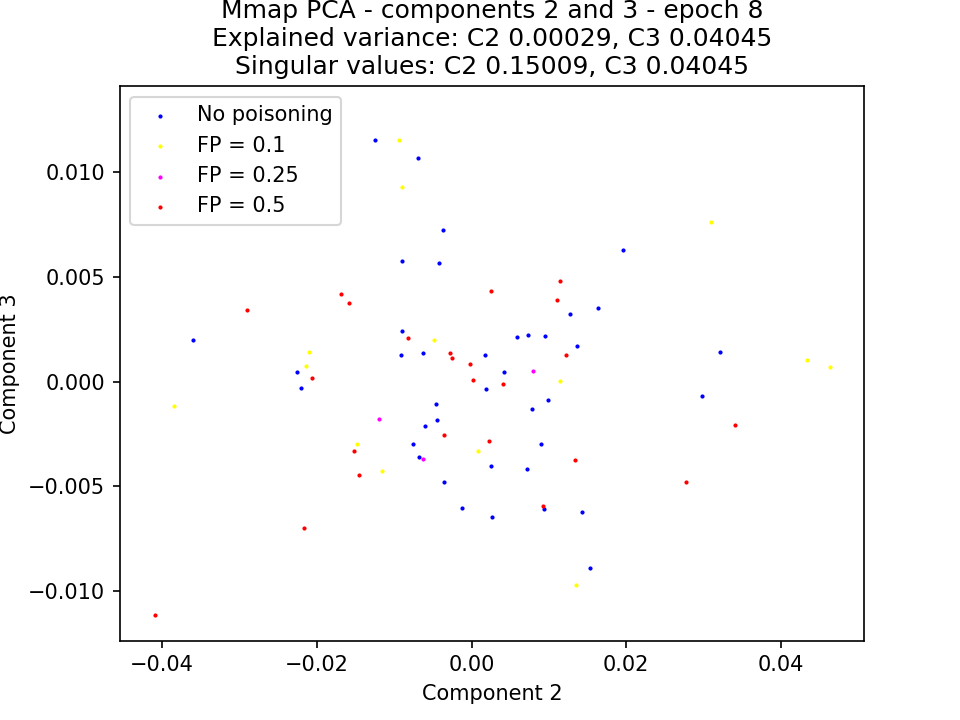 Mmap PCA - components 2 and 3 - epoch 8
Explained variance: C2 0.00029, C3 0.04045
Singular values: C2 0.15009, C3 0.04045
No poisoning
FP = 0.1
FP = 0.25
FP = 0.5
0.010
0.005
0.000
−0.005
−0.010
Component 3
−0.04
−0.02
0.00
0.02
0.04
Component 2